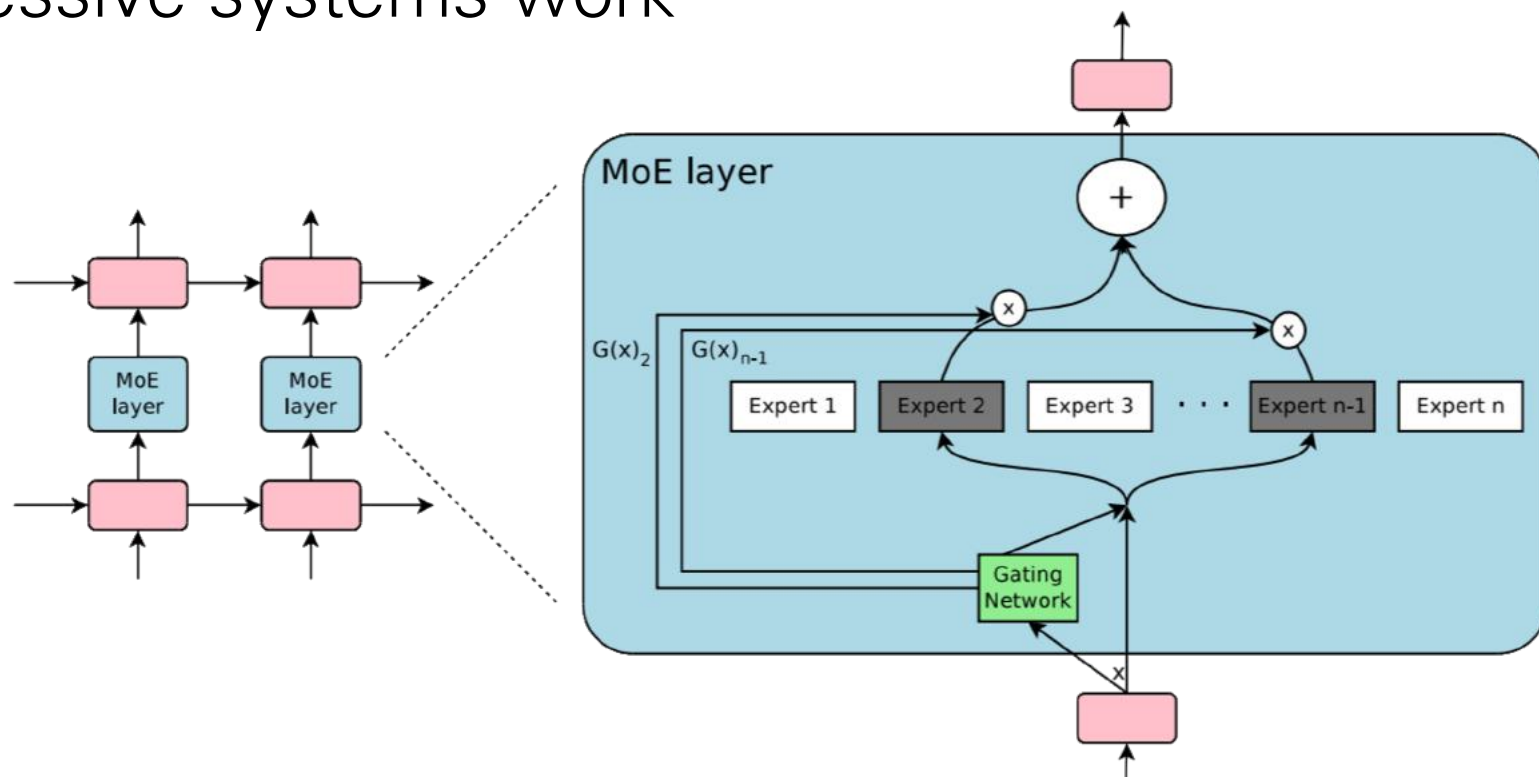 essive systems work
MoE layer
+
x
x
G(x)2
G(x)n-1
MoE
layer
MoE
layer
Expert 1
Expert 2
Expert 3
· · ·
Expert n-1
Expert n
Gating
Network
x